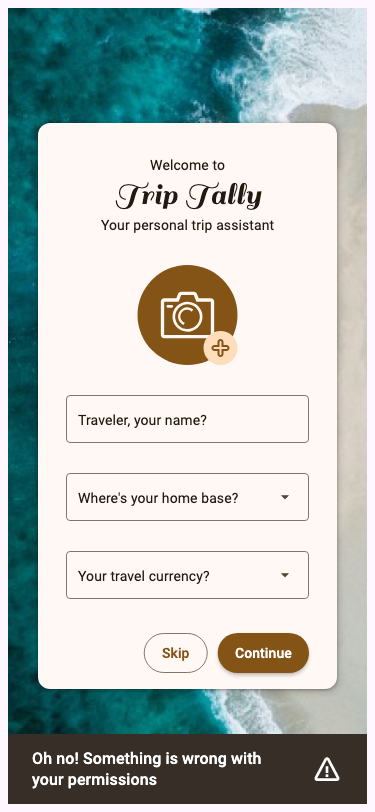 Welcome to
Trip Tally
Your personal trip assistant
Traveler, your name?
Where's your home base?
Your travel currency?
Skip
Continue
Oh no! Something is wrong with
your permissions